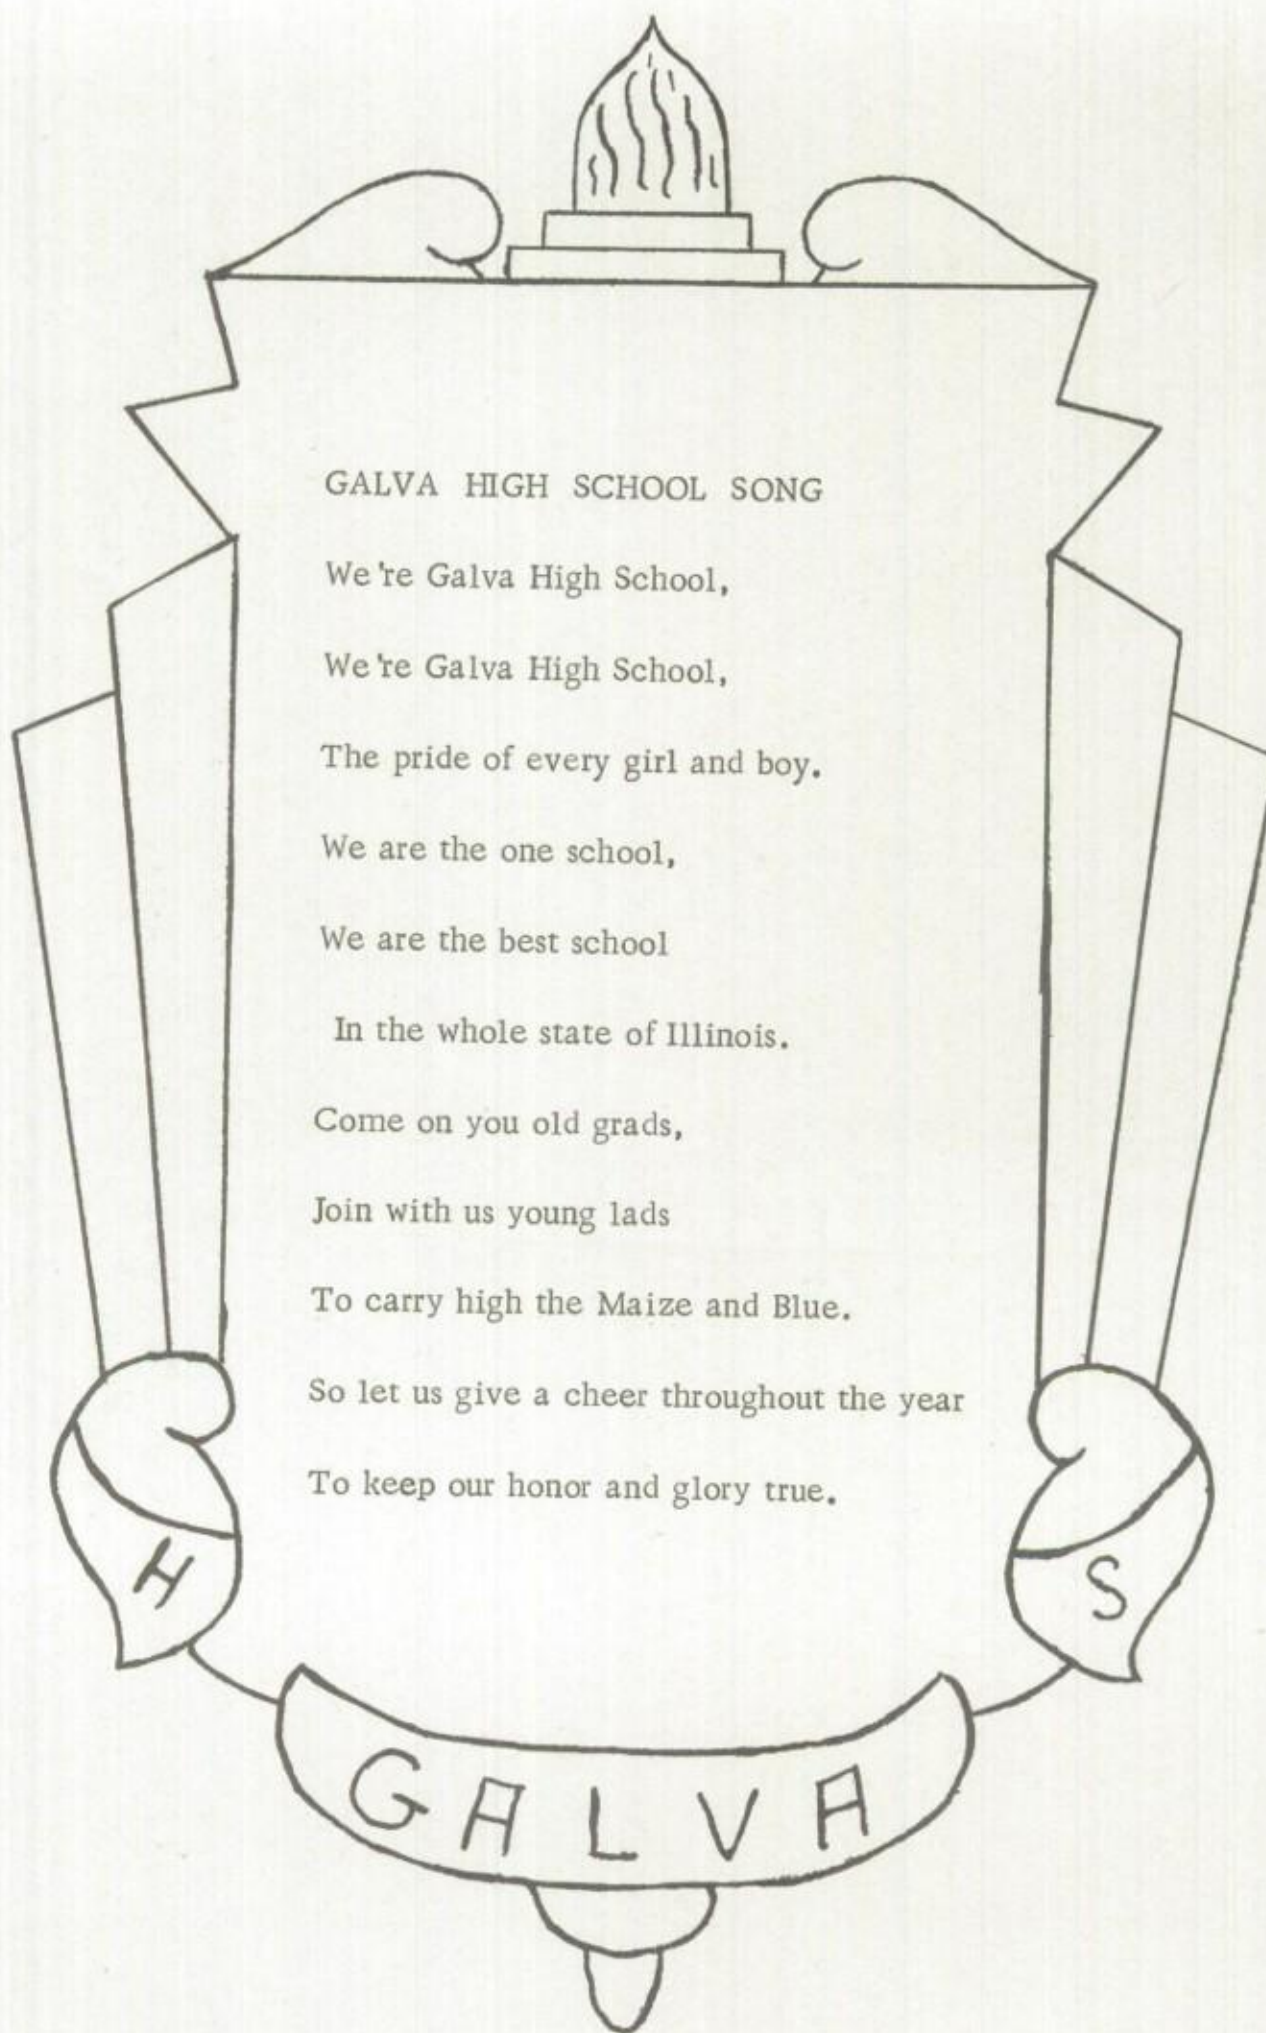 GALVA HIGH SCHOOL SONG
We're Galva High School,
We're Galva High School,
The pride of every girl and boy.
We are the one school,
We are the best school
In the whole state of Illinois.
Come on you old grads,
Join with us young lads
To carry high the Maize and Blue.
So let us give a cheer throughout the year
To keep our honor and glory true.
H
S
GALVA